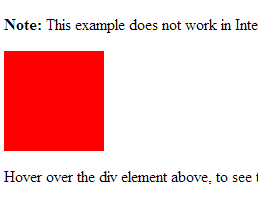 Note: This example does not work in Inte
Hover over the div element above, to see t